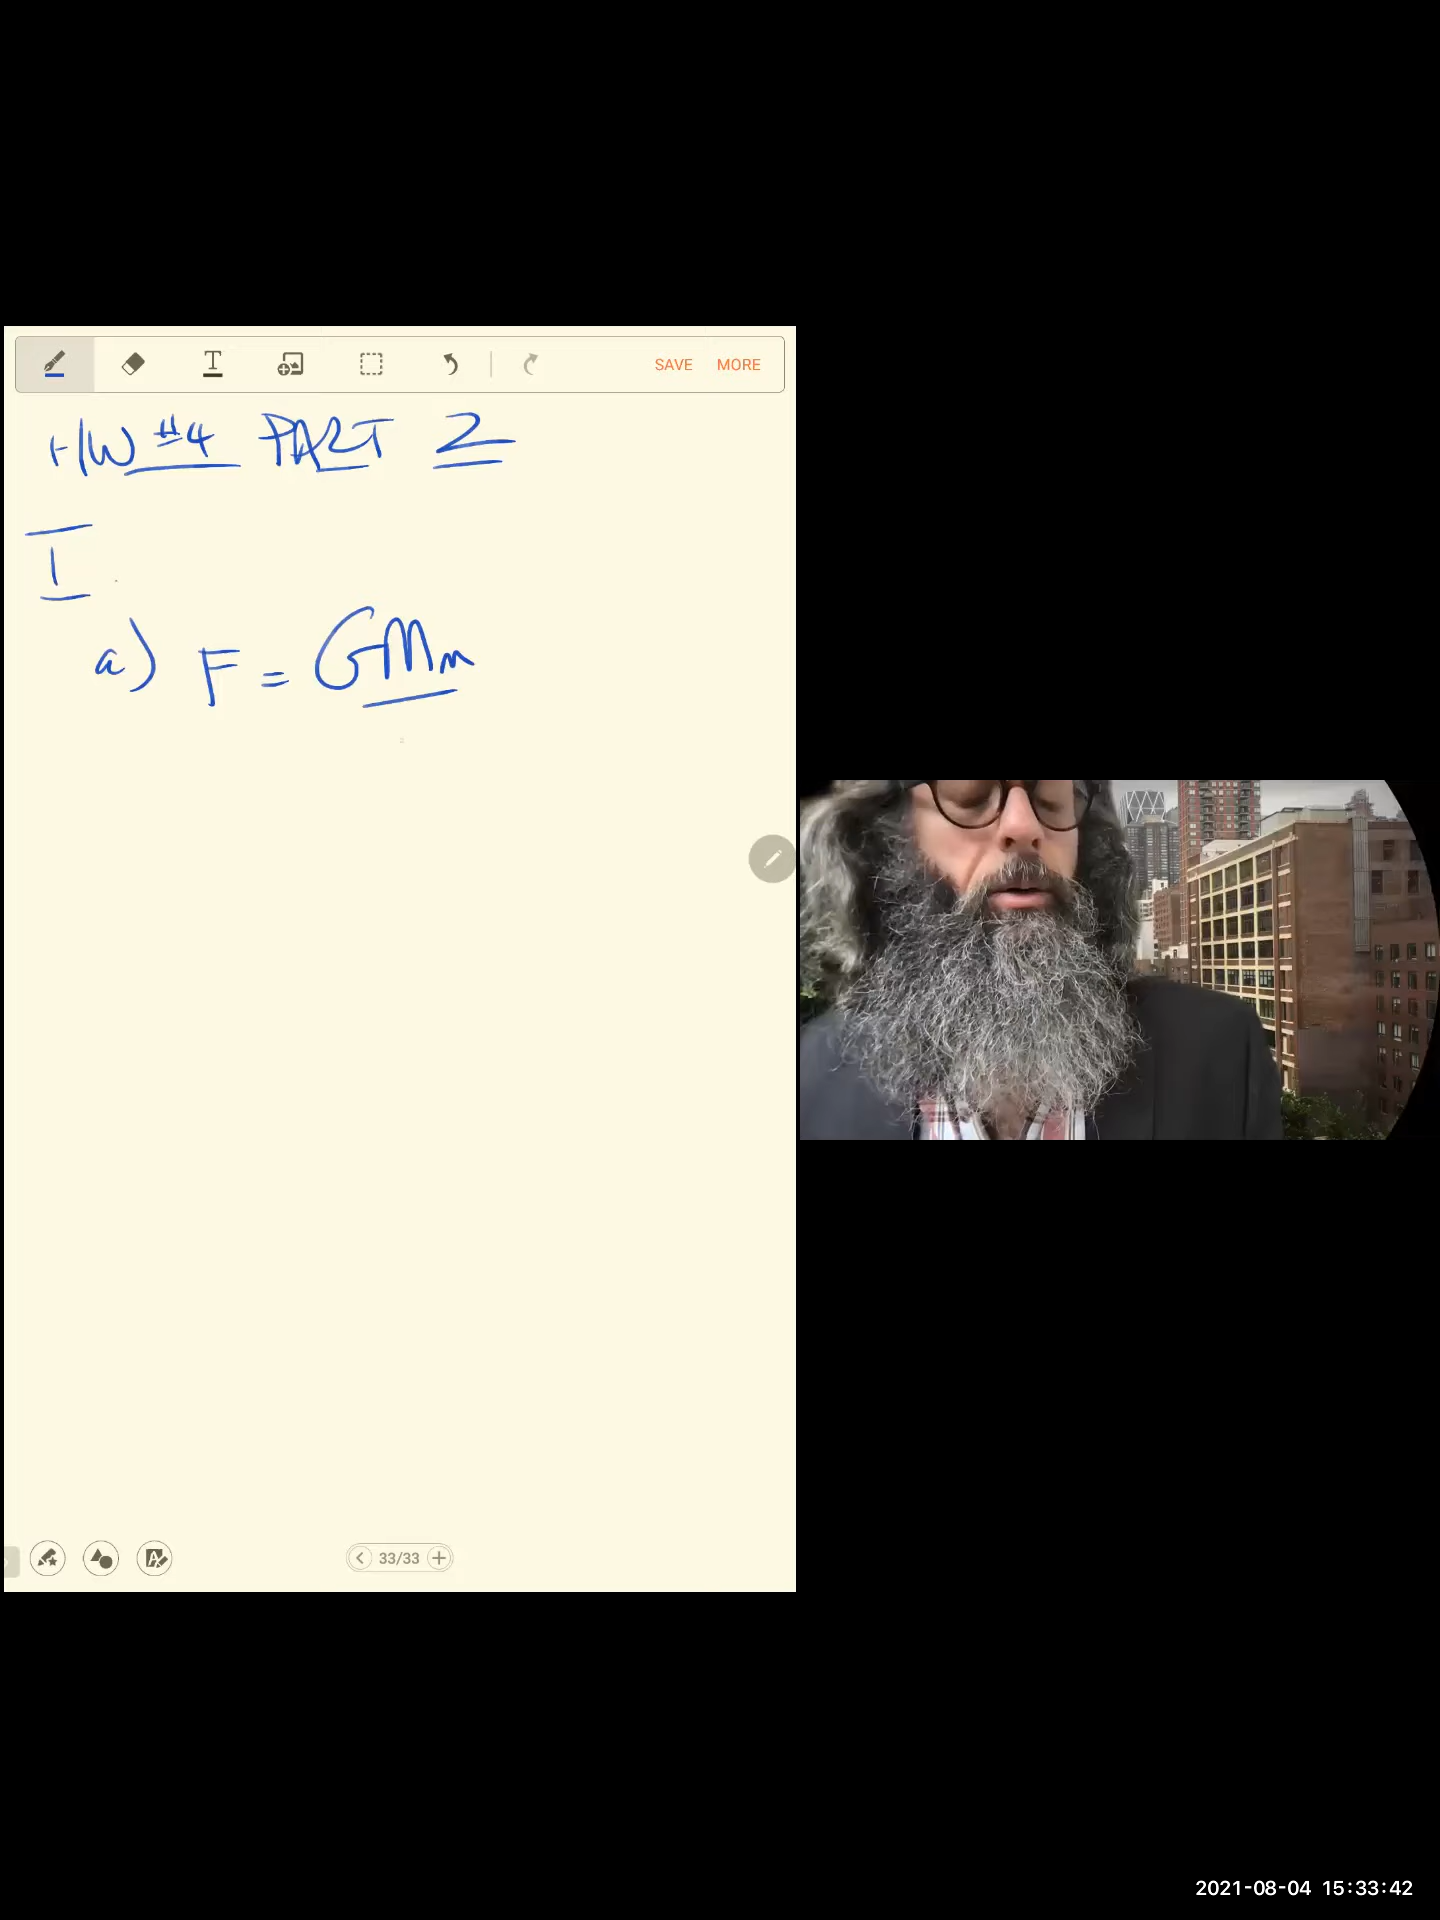 T SAVE MORE
HW #4 PART 2
I
a) F = GMm
33/33
2021-08-04 15:33:42